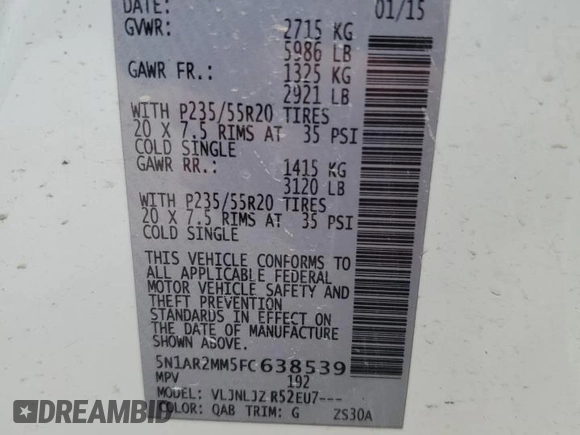 DATE: 01/15
GVWR: 2715 KG
5986 LB
GAWR FR.: 1325 KG
2921 LB
WITH P235/55R20 TIRES
20 X 7.5 RIMS AT 35 PSI
COLD SINGLE
GAWR RR.: 1415 KG
3120 LB
WITH P235/55R20 TIRES
20 X 7.5 RIMS AT 35 PSI
COLD SINGLE
THIS VEHICLE CONFORMS TO
ALL APPLICABLE FEDERAL
MOTOR VEHICLE SAFETY AND
THEFT PREVENTION
STANDARDS IN EFFECT ON
THE DATE OF MANUFACTURE
SHOWN ABOVE.
5N1AR2MM5FC638539
MPV 192
MODEL: VLJNLJZ R52EU7---
COLOR: QAB TRIM: G 2S30A